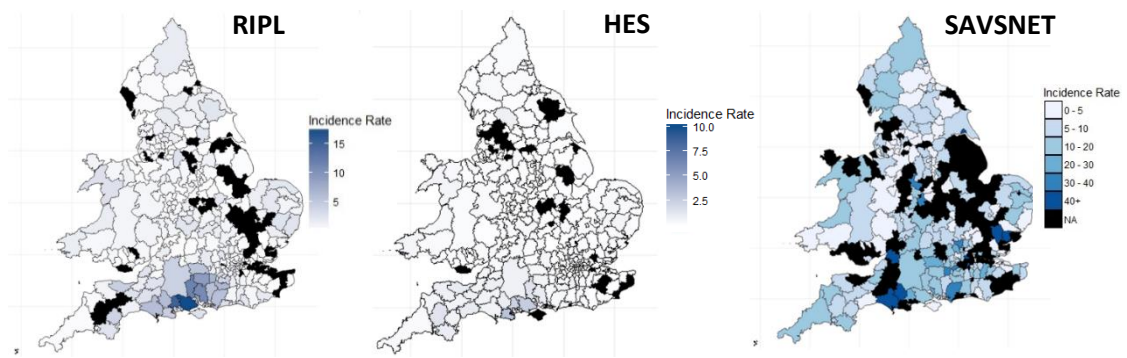 RIPL
HES
SAVSNET
Incidence Rate
15
10
5
Incidence Rate
10.0
7.5
5.0
2.5
Incidence Rate
0 - 5
5 - 10
10 - 20
20 - 30
30 - 40
40+
NA